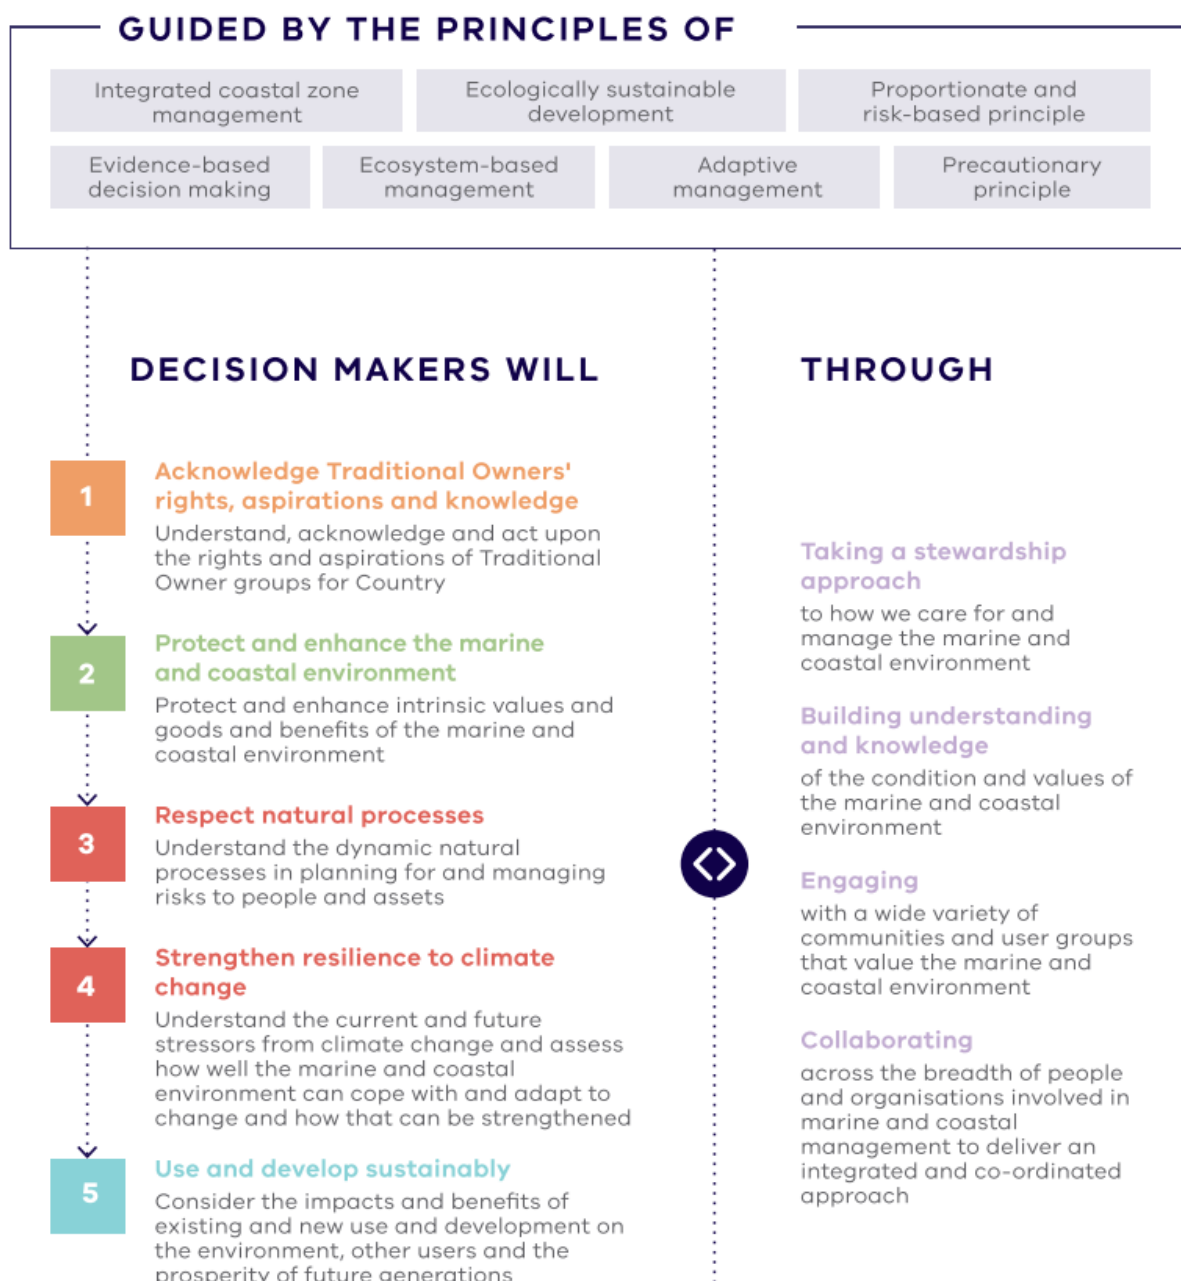 GUIDED BY THE PRINCIPLES OF
Integrated coastal zone
management
Ecologically sustainable
development
Proportionate and
risk-based principle
Evidence-based
decision making
Ecosystem-based
management
Adaptive
management
Precautionary
principle
DECISION MAKERS WILL
1
Acknowledge Traditional Owners'
rights, aspirations and knowledge
Understand, acknowledge and act upon
the rights and aspirations of Traditional
Owner groups for Country
2
Protect and enhance the marine
and coastal environment
Protect and enhance intrinsic values and
goods and benefits of the marine and
coastal environment
3
Respect natural processes
Understand the dynamic natural
processes in planning for and managing
risks to people and assets
4
Strengthen resilience to climate
change
Understand the current and future
stressors from climate change and assess
how well the marine and coastal
environment can cope with and adapt to
change and how that can be strengthened
5
Use and develop sustainably
Consider the impacts and benefits of
existing and new use and development on
the environment, other users and the
prosperity of future generations
THROUGH
Taking a stewardship
approach
to how we care for and
manage the marine and
coastal environment
Building understanding
and knowledge
of the condition and values of
the marine and coastal
environment
Engaging
with a wide variety of
communities and user groups
that value the marine and
coastal environment
Collaborating
across the breadth of people
and organisations involved in
marine and coastal
management to deliver an
integrated and co-ordinated
approach